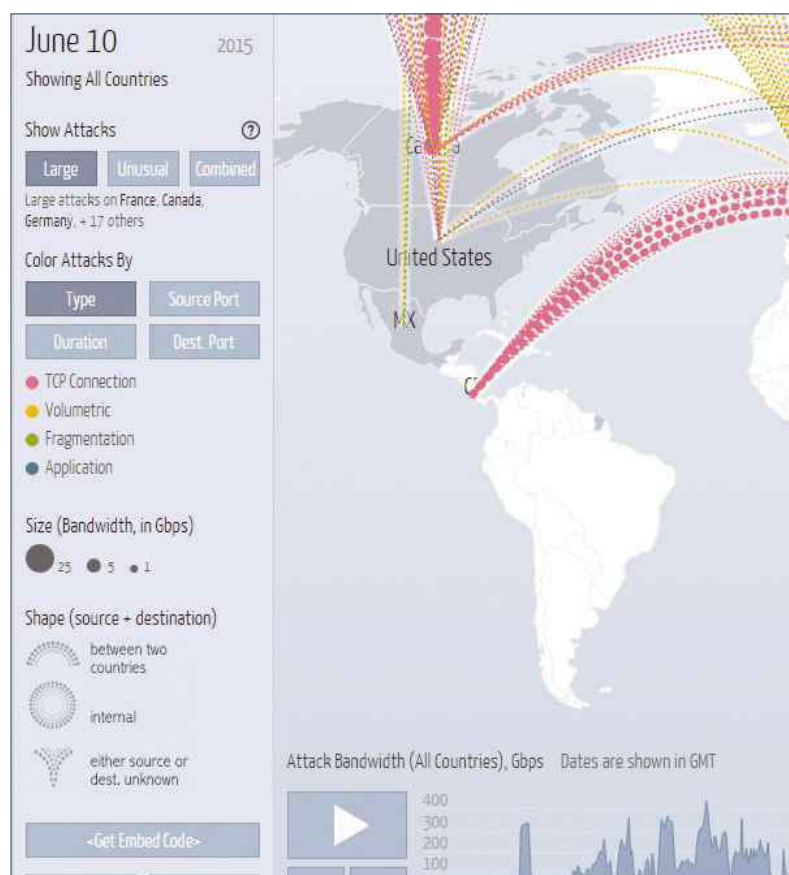 June 10 2015
Showing All Countries
Show Attacks ?
Large Unusual Combined
Large attacks on France, Canada,
Germany, + 17 others
Color Attacks By
Type Source Port
Duration Dest. Port
TCP Connection
Volumetric
Fragmentation
Application
Size (Bandwidth, in Gbps)
25 5 1
Shape (source + destination)
between two
countries
internal
either source or
dest. unknown
<Get Embed Code>
United States
MX
Attack Bandwidth (All Countries), Gbps Dates are shown in GMT
400
300
200
100